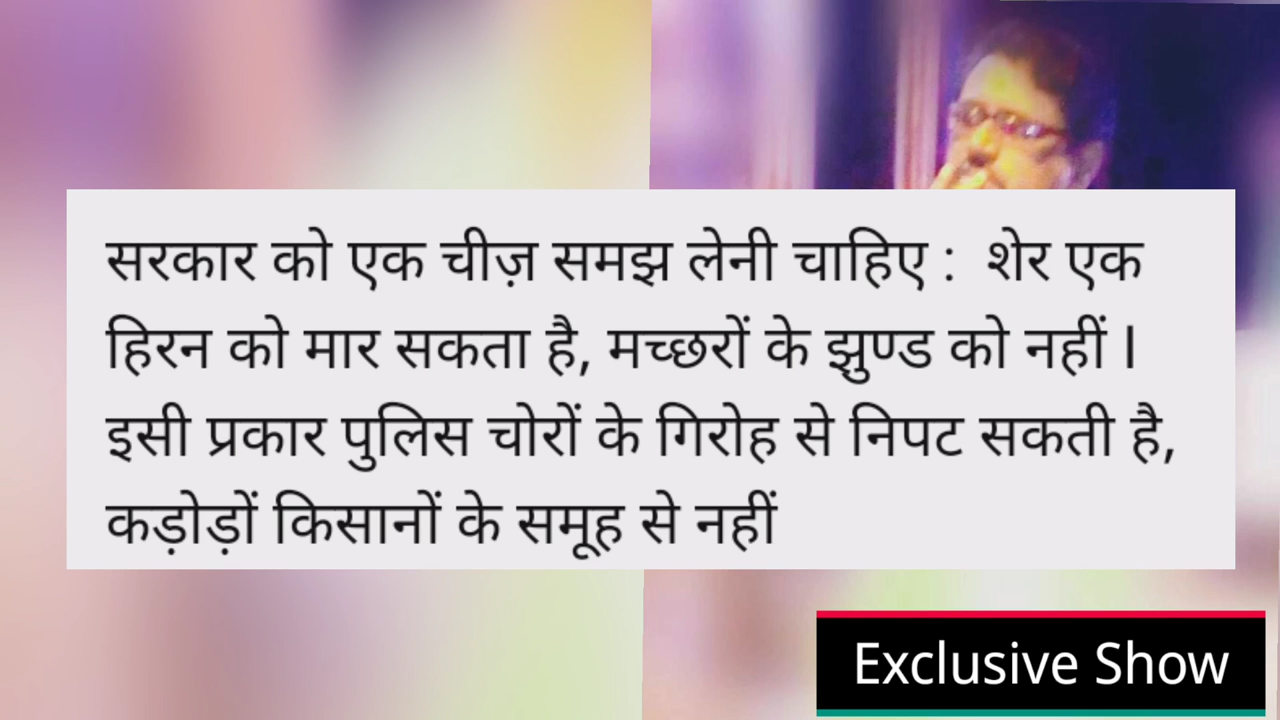 सरकार को एक चीज़ समझ लेनी चाहिए :  शेर एक
हिरन को मार सकता है, मच्छरों के झुण्ड को नहीं l
इसी प्रकार पुलिस चोरों के गिरोह से निपट सकती है,
कड़ोड़ों किसानों के समूह से नहीं
Exclusive Show